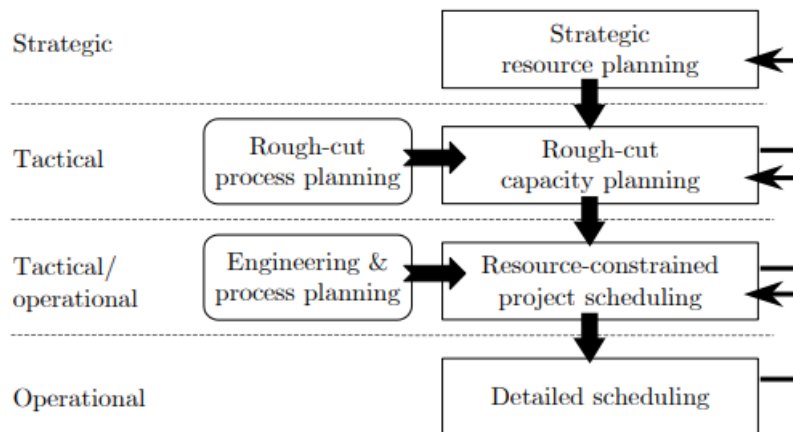 Strategic
Strategic
resource planning
Tactical
Rough-cut
process planning
Rough-cut
capacity planning
Tactical/
operational
Engineering &
process planning
Resource-constrained
project scheduling
Operational
Detailed scheduling